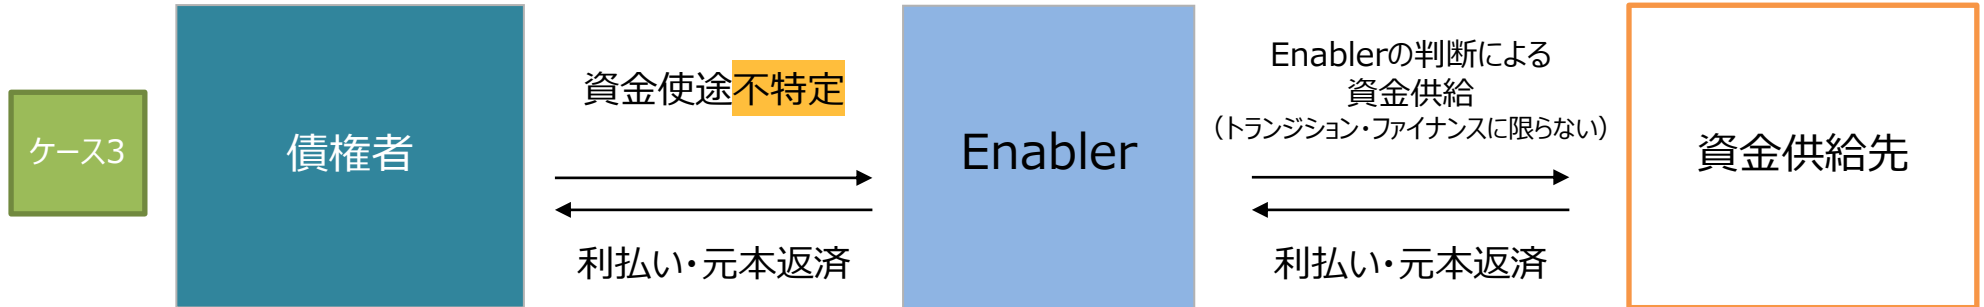 ケース3
債権者
資金使途不特定
利払い・元本返済
Enabler
Enablerの判断による
資金供給
（トランジション・ファイナンスに限らない）
利払い・元本返済
資金供給先